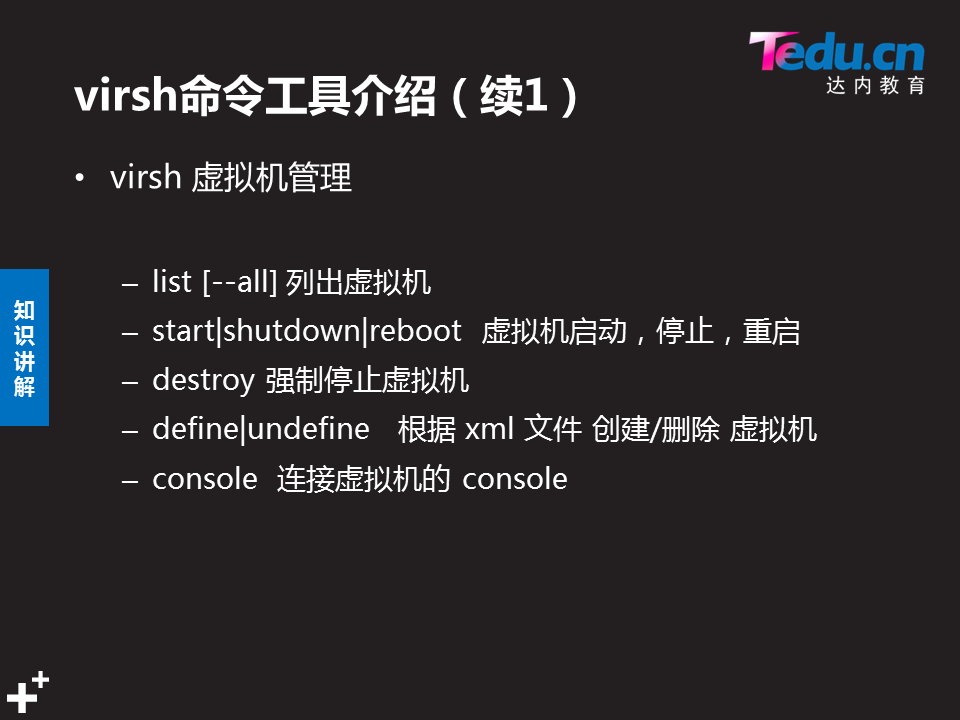 Tedu.cn
达内教育
virsh命令工具介绍（续1）
• virsh 虚拟机管理
– list [--all] 列出虚拟机
– start|shutdown|reboot 虚拟机启动，停止，重启
– destroy 强制停止虚拟机
– define|undefine 根据 xml 文件 创建/删除 虚拟机
– console 连接虚拟机的 console
知识讲解